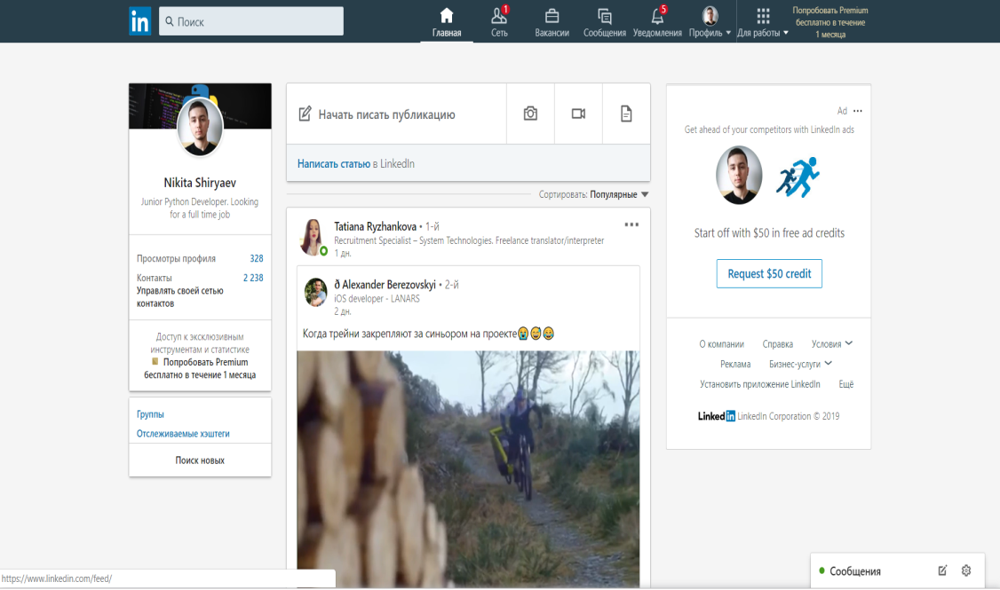 in
Поиск
Главная
1
Сеть
Вакансии
Сообщения
5
Уведомления
Профиль
Для работы
Попробовать Premium
бесплатно в течение
1 месяца
Nikita Shiryaev
Junior Python Developer. Looking
for a full time job
Просмотры профиля 328
Контакты 2 238
Управлять своей сетью
контактов
Доступ к эксклюзивным
инструментам и статистике
Попробовать Premium
бесплатно в течение 1 месяца
Группы
Отслеживаемые хэштеги
Поиск новых
Начать писать публикацию
Написать статью в LinkedIn
Сортировать: Популярные
Tatiana Ryzhankova • 1-й
Recruitment Specialist – System Technologies. Freelance translator/interpreter
1 дн.
ð Alexander Berezovskyi • 2-й
iOS developer - LANARS
2 дн.
Когда трейни закрепляют за синьором на проекте😭😅😂
Ad
Get ahead of your competitors with LinkedIn ads
Start off with $50 in free ad credits
Request $50 credit
О компании Справка Условия
Реклама Бизнес-услуги
Установить приложение LinkedIn Ещё
Linked in LinkedIn Corporation © 2019
Сообщения
https://www.linkedin.com/feed/